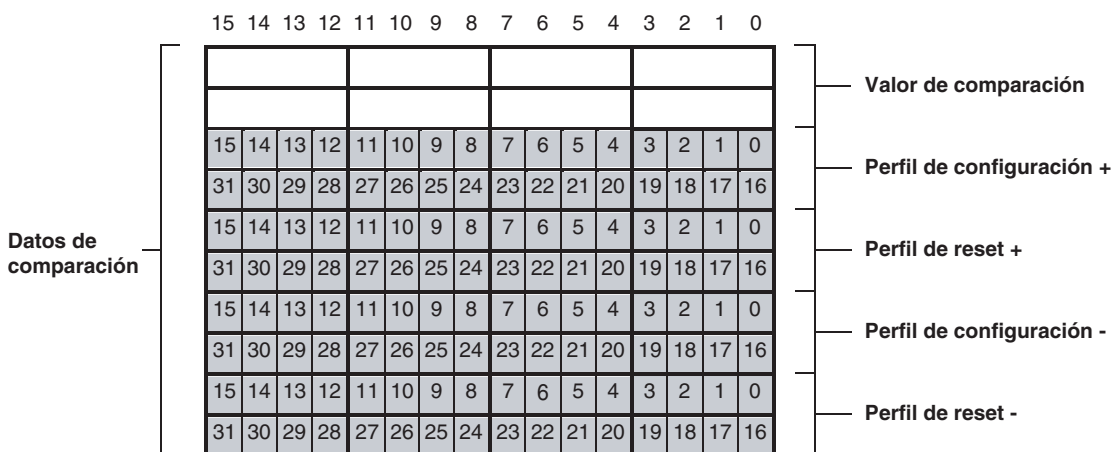 15 14 13 12 11 10 9 8 7 6 5 4 3 2 1 0
Valor de comparación
15 14 13 12 11 10 9 8 7 6 5 4 3 2 1 0
Perfil de configuración +
31 30 29 28 27 26 25 24 23 22 21 20 19 18 17 16
15 14 13 12 11 10 9 8 7 6 5 4 3 2 1 0
Datos de
comparación
Perfil de reset +
31 30 29 28 27 26 25 24 23 22 21 20 19 18 17 16
15 14 13 12 11 10 9 8 7 6 5 4 3 2 1 0
Perfil de configuración -
31 30 29 28 27 26 25 24 23 22 21 20 19 18 17 16
15 14 13 12 11 10 9 8 7 6 5 4 3 2 1 0
Perfil de reset -
31 30 29 28 27 26 25 24 23 22 21 20 19 18 17 16